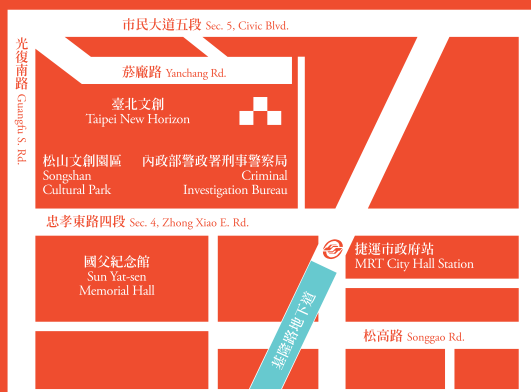 市民大道五段 Sec. 5, Civic Blvd.
光復南路 Guangfu S. Rd.
菸廠路 Yanchang Rd.
臺北文創
Taipei New Horizon
松山文創園區
Songshan
Cultural Park
內政部警政署刑事警察局
Criminal
Investigation Bureau
忠孝東路四段 Sec. 4, Zhong Xiao E. Rd.
國父紀念館
Sun Yat-sen
Memorial Hall
捷運市政府站
MRT City Hall Station
基隆路地下道
松高路 Songgao Rd.